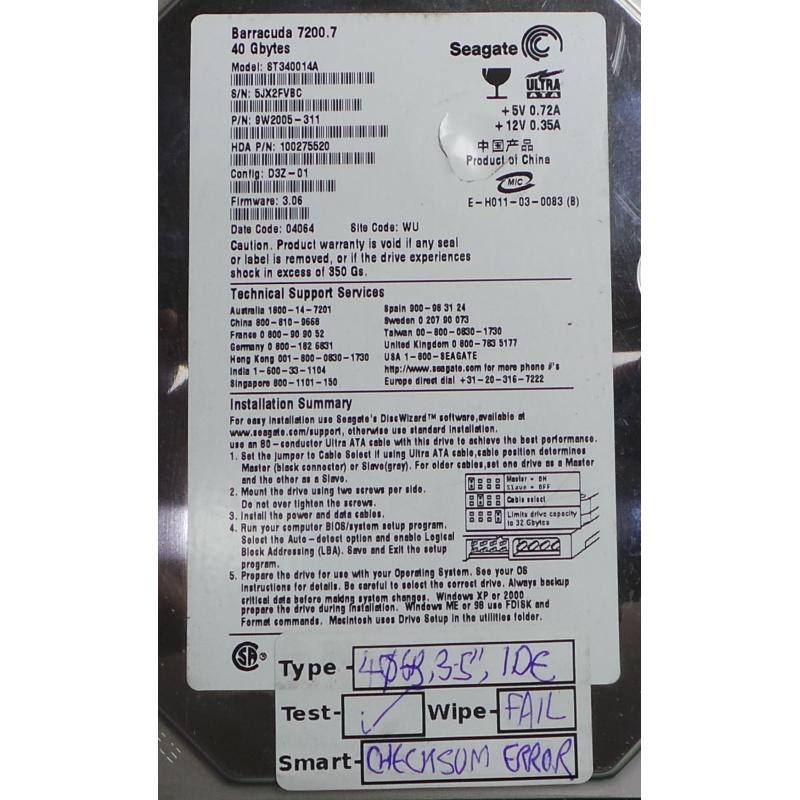 Barracuda 7200.7
40 Gbytes
Model: ST340014A
S/N: 5JX2FVBC
P/N: 9W2005-311
HDA P/N: 100275520
Config: D3Z-01
Firmware: 3.06
Date Code: 04064 Site Code: WU
Seagate
ULTRA
ATA
+5V 0.72A
+12V 0.35A
中国产品
Product of China
MIC
E-H011-03-0083 (B)
Caution. Product warranty is void if any seal
or label is removed, or if the drive experiences
shock in excess of 350 Gs.
Technical Support Services
Australia 1800-14-7201
China 800-810-9668
France 0 800-90 90 52
Germany 0 800-182 6831
Hong Kong 001-800-0830-1730
India 1-600-33-1104
Singapore 800-1101-150
Spain 900-98 31 24
Sweden 0 207 90 073
Taiwan 00-800-0830-1730
United Kingdom 0 800-783 5177
USA 1-800-SEAGATE
http://www.seagate.com for more phone #'s
Europe direct dial +31-20-316-7222
Installation Summary
For easy installation use Seagate's DiscWizard™ software,available at
www.seagate.com/support, otherwise use standard installation.
use an 80-conductor Ultra ATA cable with this drive to achieve the best performance.
1. Set the jumper to Cable Select if using Ultra ATA cable,cable position determines
Master (black connector) or Slave(gray). For older cables,set one drive as a Master
and the other as a Slave.
2. Mount the drive using two screws per side.
Do not over tighten the screws.
3. Install the power and data cables.
4. Run your computer BIOS/system setup program.
Select the Auto-detect option and enable Logical
Block Addressing (LBA). Save and Exit the setup
program.
Master = ON
Slave = OFF
Cable select
Limits drive capacity
to 32 Gbytes
5. Prepare the drive for use with your Operating System. See your OS
instructions for details. Be careful to select the correct drive. Always backup
critical data before making system changes. Windows XP or 2000
prepare the drive during installation. Windows ME or 98 use FDISK and
Format commands. Macintosh uses Drive Setup in the utilities folder.
Type - 40GB, 3.5", IDE
Test- Wipe- FAIL
Smart- CHECKSUM ERROR